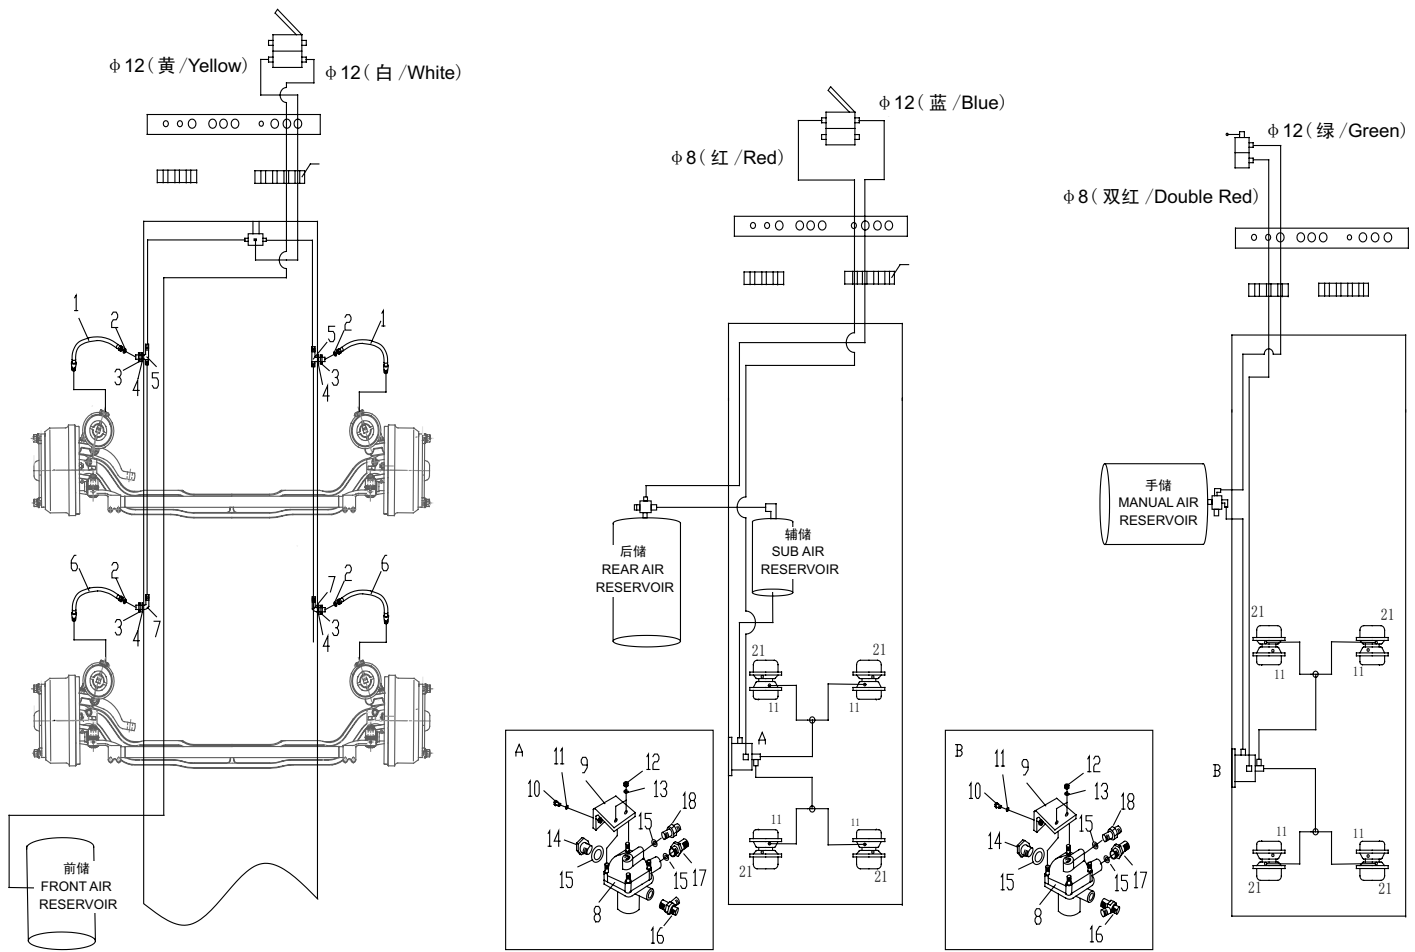 φ12(黄/Yellow)
φ12(白/White)
1
2
3
4
5
5
2
1
3
4
6
2
3
4
7
7
2
6
3
4
前储
FRONT AIR
RESERVOIR
φ12(蓝/Blue)
φ8(红/Red)
后储
REAR AIR
RESERVOIR
辅储
SUB AIR
RESERVOIR
21
21
11
11
A
11
11
21
21
A
9
12
11
10
13
18
15
14
15
15
17
8
16
φ12(绿/Green)
φ8(双红/Double Red)
手储
MANUAL AIR
RESERVOIR
21
21
11
11
B
11
11
21
21
B
9
12
11
10
13
18
15
14
15
15
17
8
16